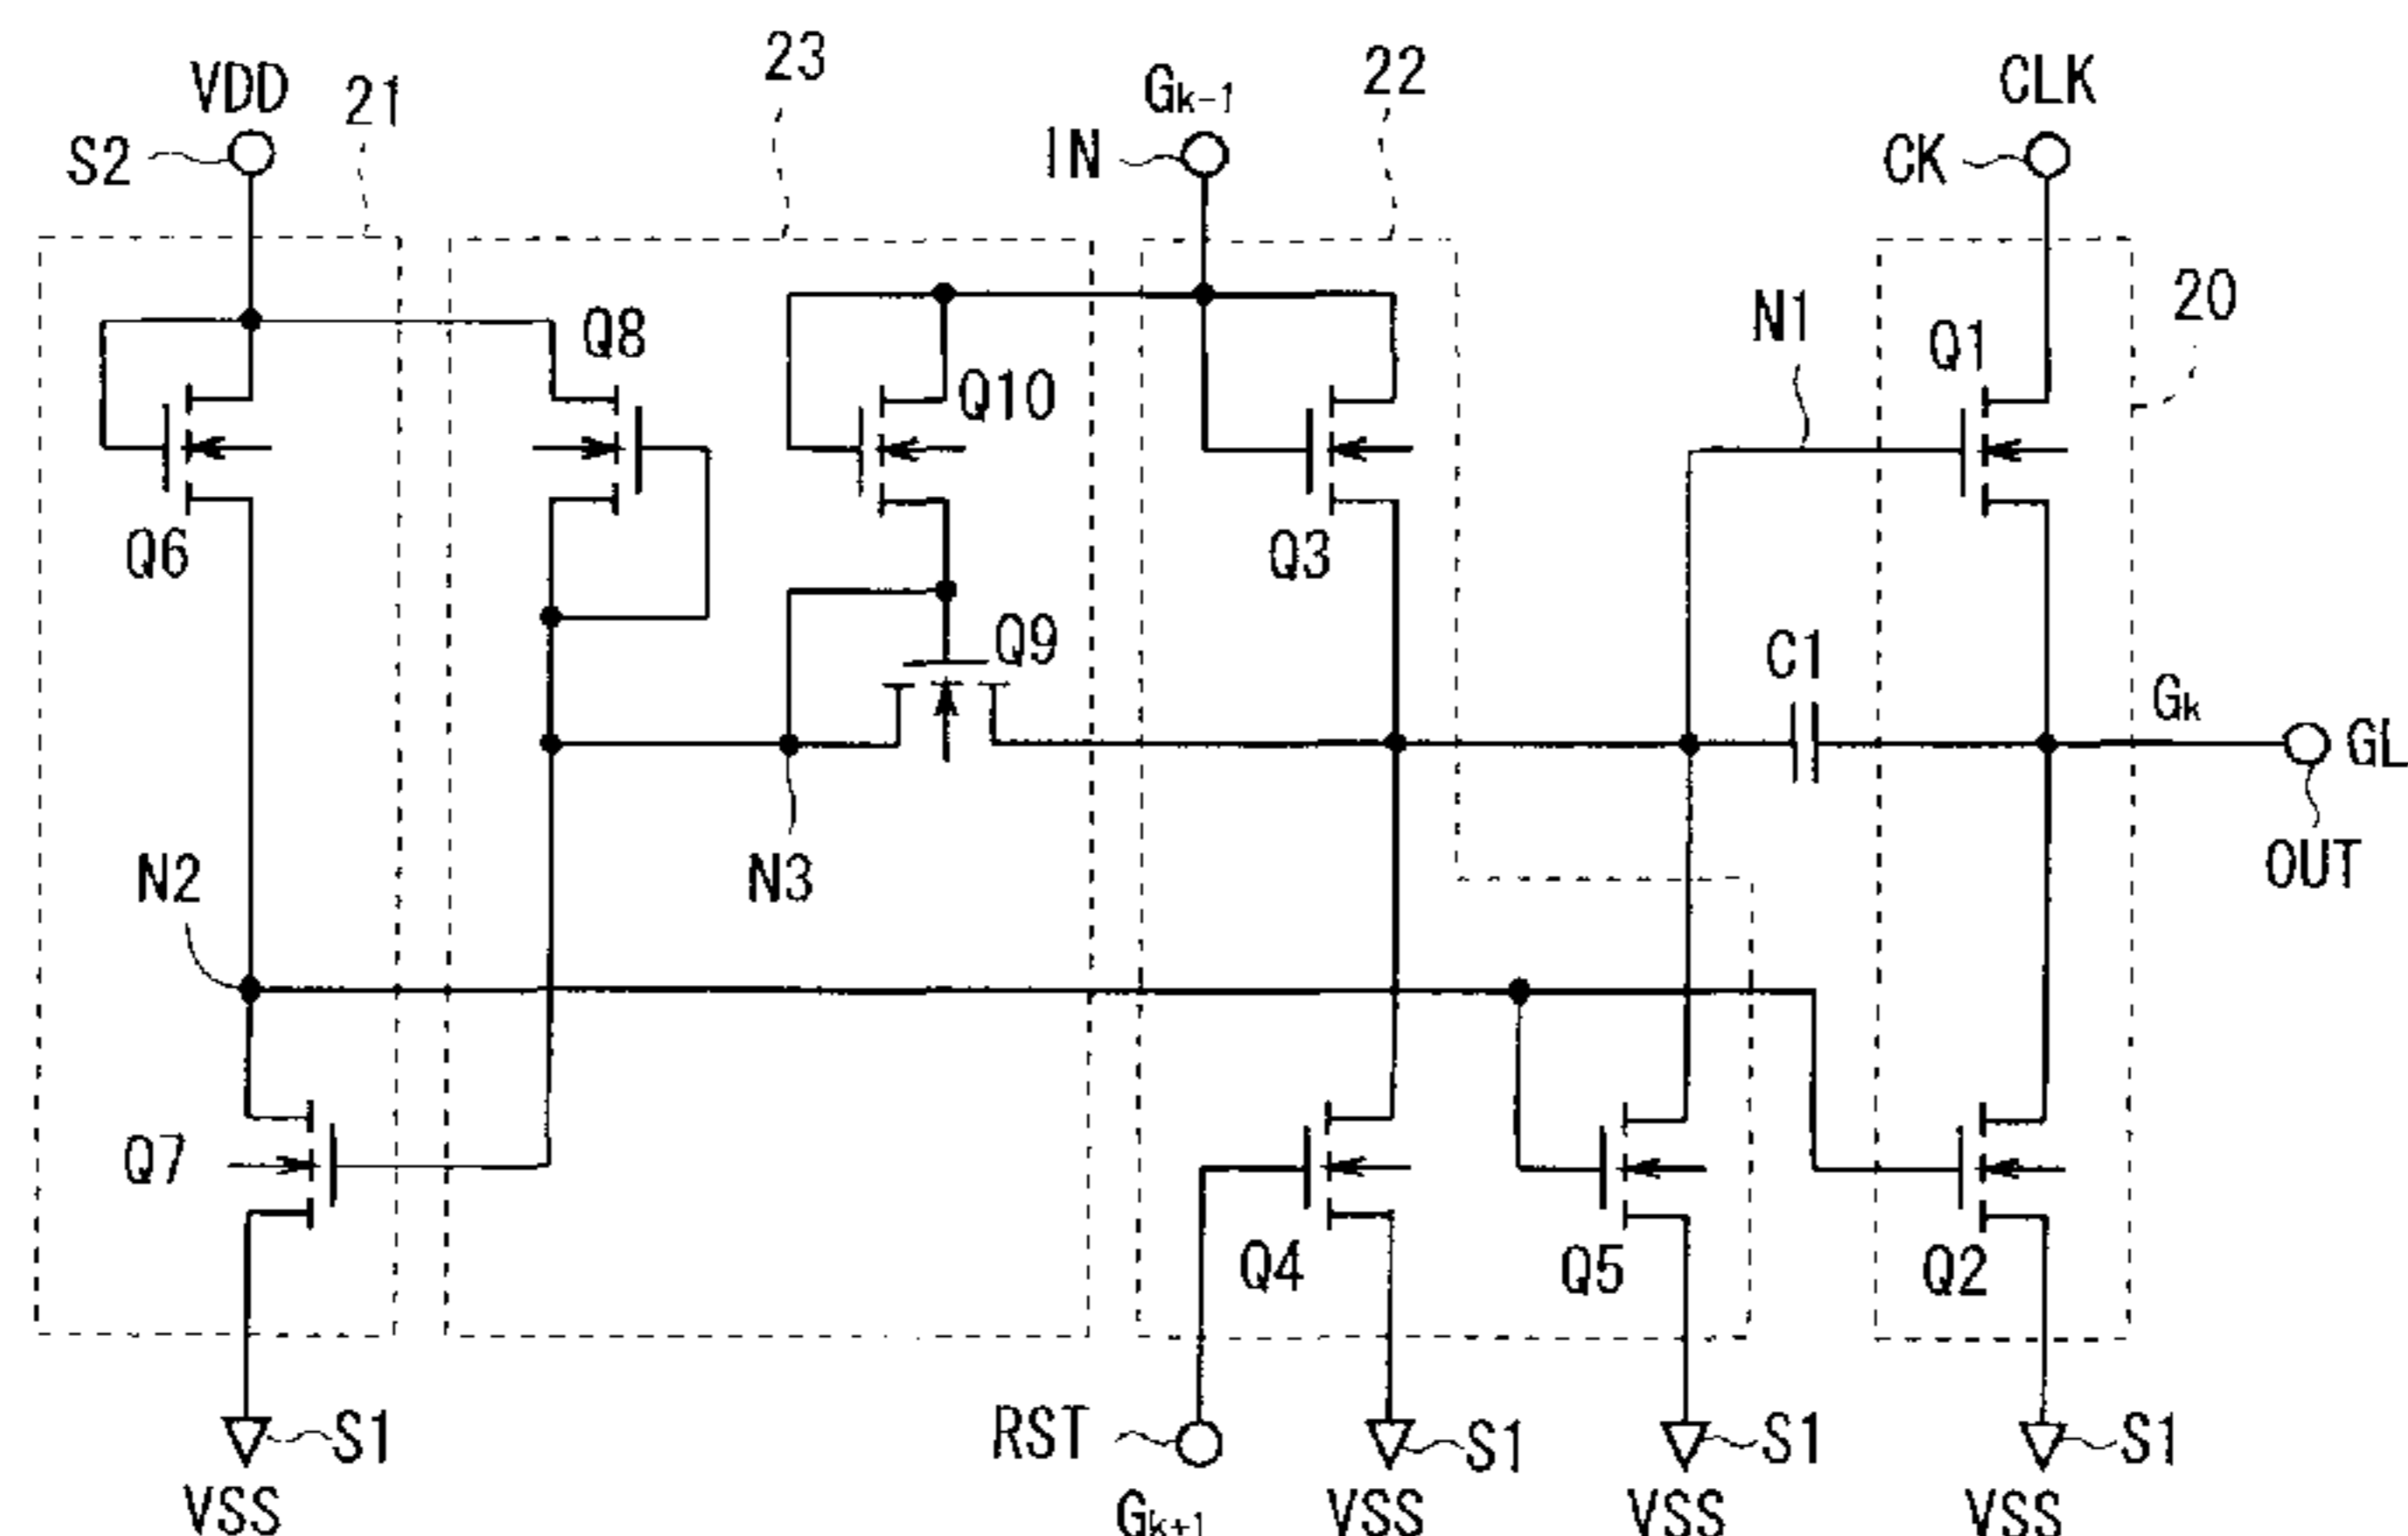 VDD
21
23
22
Gk-1
CLK
S2
IN
CK
20
Q8
Q10
N1
Q1
Q6
Q3
Q9
C1
Gk
GL
N2
N3
OUT
Q7
Q4
Q5
Q2
S1
RST
S1
S1
S1
VSS
Gk+1
VSS
VSS
VSS